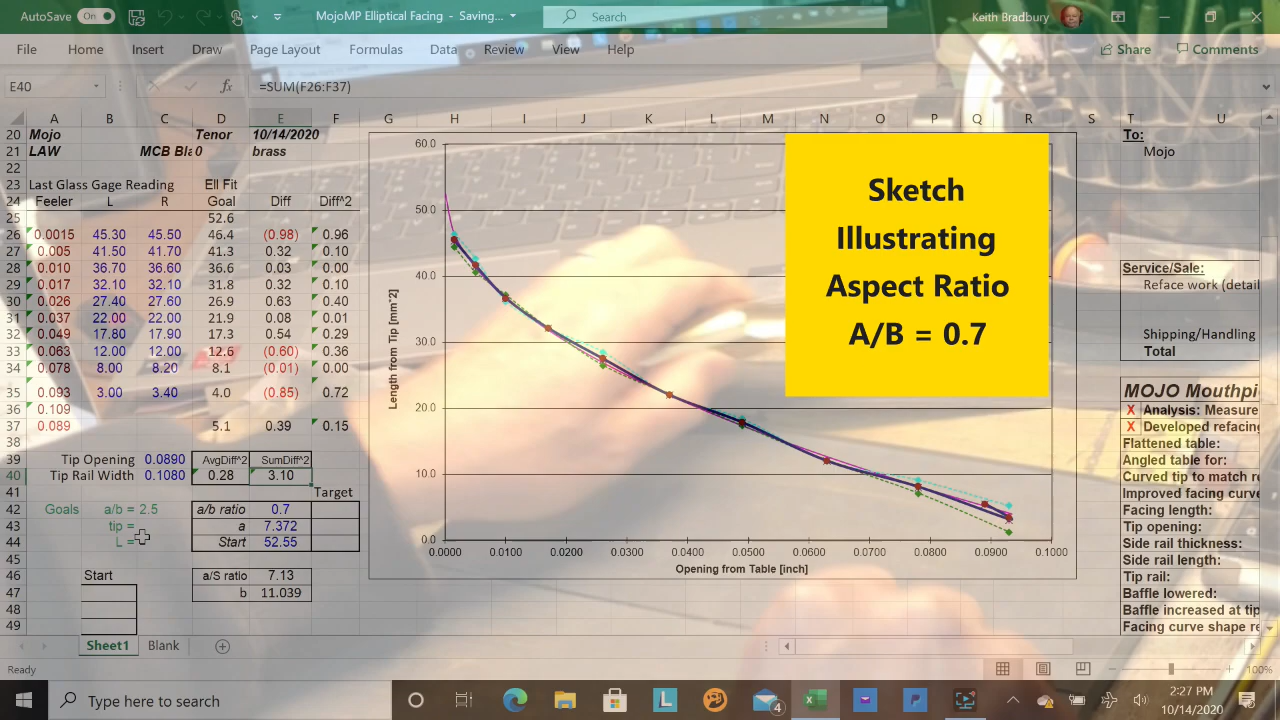 AutoSave On MojoMP Elliptical Facing - Saving... Search Keith Bradbury
File Home Insert Draw Page Layout Formulas Data Review View Help Share Comments
E40 fx =SUM(F26:F37)
A B C D E F G H I J K L M N O P Q R S T U
20 Mojo Tenor 10/14/2020 To:
21 LAW MCB Bla 0 brass Mojo
22
23 Last Glass Gage Reading Ell Fit
24 Feeler L R Goal Diff Diff^2
25 52.6
26 0.0015 45.30 45.50 46.4 (0.98) 0.96
27 0.005 41.50 41.70 41.3 0.32 0.10
28 0.010 36.70 36.60 36.6 0.03 0.00
29 0.017 32.10 32.10 31.8 0.32 0.10
30 0.026 27.40 27.60 26.9 0.63 0.40
31 0.037 22.00 22.00 21.9 0.08 0.01
32 0.049 17.80 17.90 17.3 0.54 0.29
33 0.063 12.00 12.00 12.6 (0.60) 0.36
34 0.078 8.00 8.20 8.1 (0.01) 0.00
35 0.093 3.00 3.40 4.0 (0.85) 0.72
36 0.109
37 0.089 5.1 0.39 0.15
38
39 Tip Opening 0.0890 AvgDiff^2 SumDiff^2
40 Tip Rail Width 0.1080 0.28 3.10
41 Target
42 Goals a/b = 2.5 a/b ratio 0.7
43 tip = a 7.372
44 L = Start 52.55
45
46 Start a/S ratio 7.13
47 b 11.039
48
49
60.0
50.0
40.0
30.0
20.0
10.0
0.0
Length from Tip [mm*2]
0.0000 0.0100 0.0200 0.0300 0.0400 0.0500 0.0600 0.0700 0.0800 0.0900 0.1000
Opening from Table [inch]
Sketch
Illustrating
Aspect Ratio
A/B = 0.7
Service/Sale:
Reface work (detail
Shipping/Handling
Total
MOJO Mouthpi
X Analysis: Measure
X Developed refacing
Flattened table:
Angled table for:
Curved tip to match re
Improved facing curve
Facing length:
Tip opening:
Side rail thickness:
Side rail length:
Tip rail:
Baffle lowered:
Baffle increased at tip
Facing curve shape re
Sheet1 Blank
Ready 100%
Type here to search 4 2:27 PM
10/14/2020